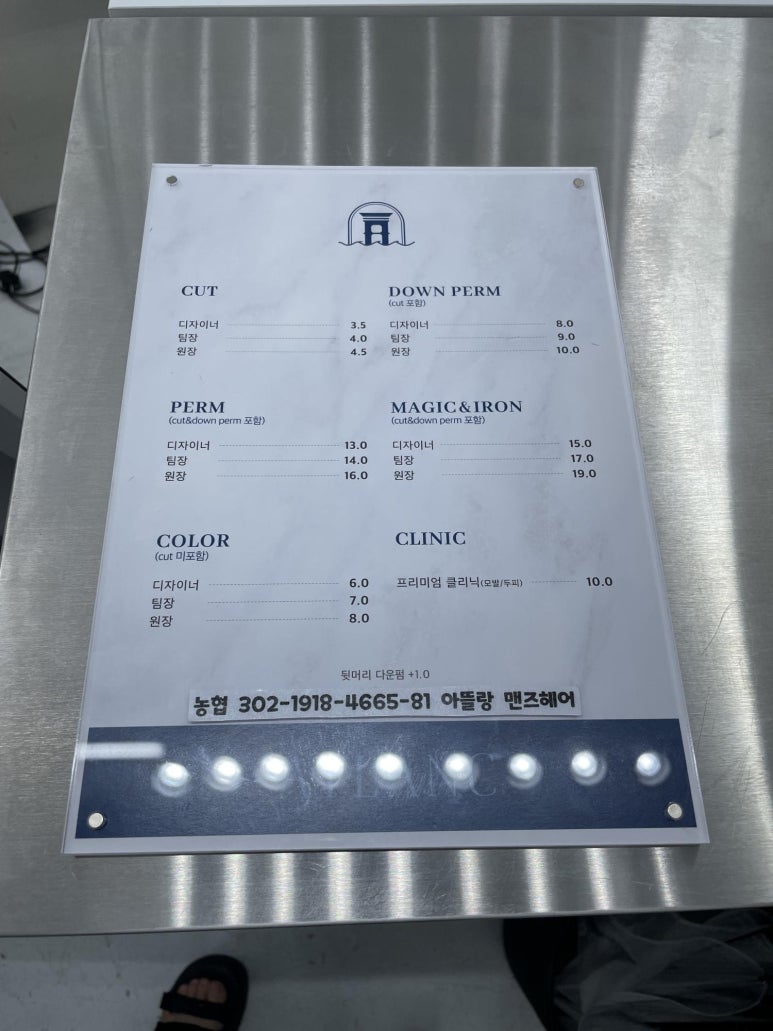 CUT
디자이너 3.5
팀장 4.0
원장 4.5
DOWN PERM
(cut 포함)
디자이너 8.0
팀장 9.0
원장 10.0
PERM
(cut&down perm 포함)
디자이너 13.0
팀장 14.0
원장 16.0
MAGIC&IRON
(cut&down perm 포함)
디자이너 15.0
팀장 17.0
원장 19.0
COLOR
(cut 미포함)
디자이너 6.0
팀장 7.0
원장 8.0
CLINIC
프리미엄 클리닉(모발/두피) 10.0
뒷머리 다운펌 +1.0
농협 302-1918-4665-81 아뜰랑 맨즈헤어